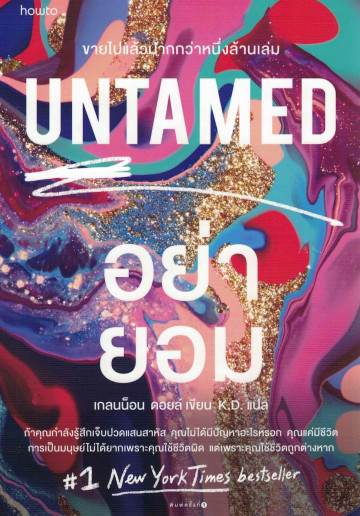 howto
ขายไปแล้วมากกว่าหนึ่งล้านเล่ม
UNTAMED
อย่า
ยอม
เกลนน็อน ดอยล์ เขียน K.D. แปล
ถ้าคุณกำลังรู้สึกเจ็บปวดแสนสาหัส คุณไม่ได้มีปัญหาอะไรหรอก คุณแค่มีชีวิต
การเป็นมนุษย์ไม่ได้ยากเพราะคุณใช้ชีวิตผิด แต่เพราะคุณใช้ชีวิตถูกต่างหาก
#1 New York Times bestseller
พิมพ์ครั้งที่ 1